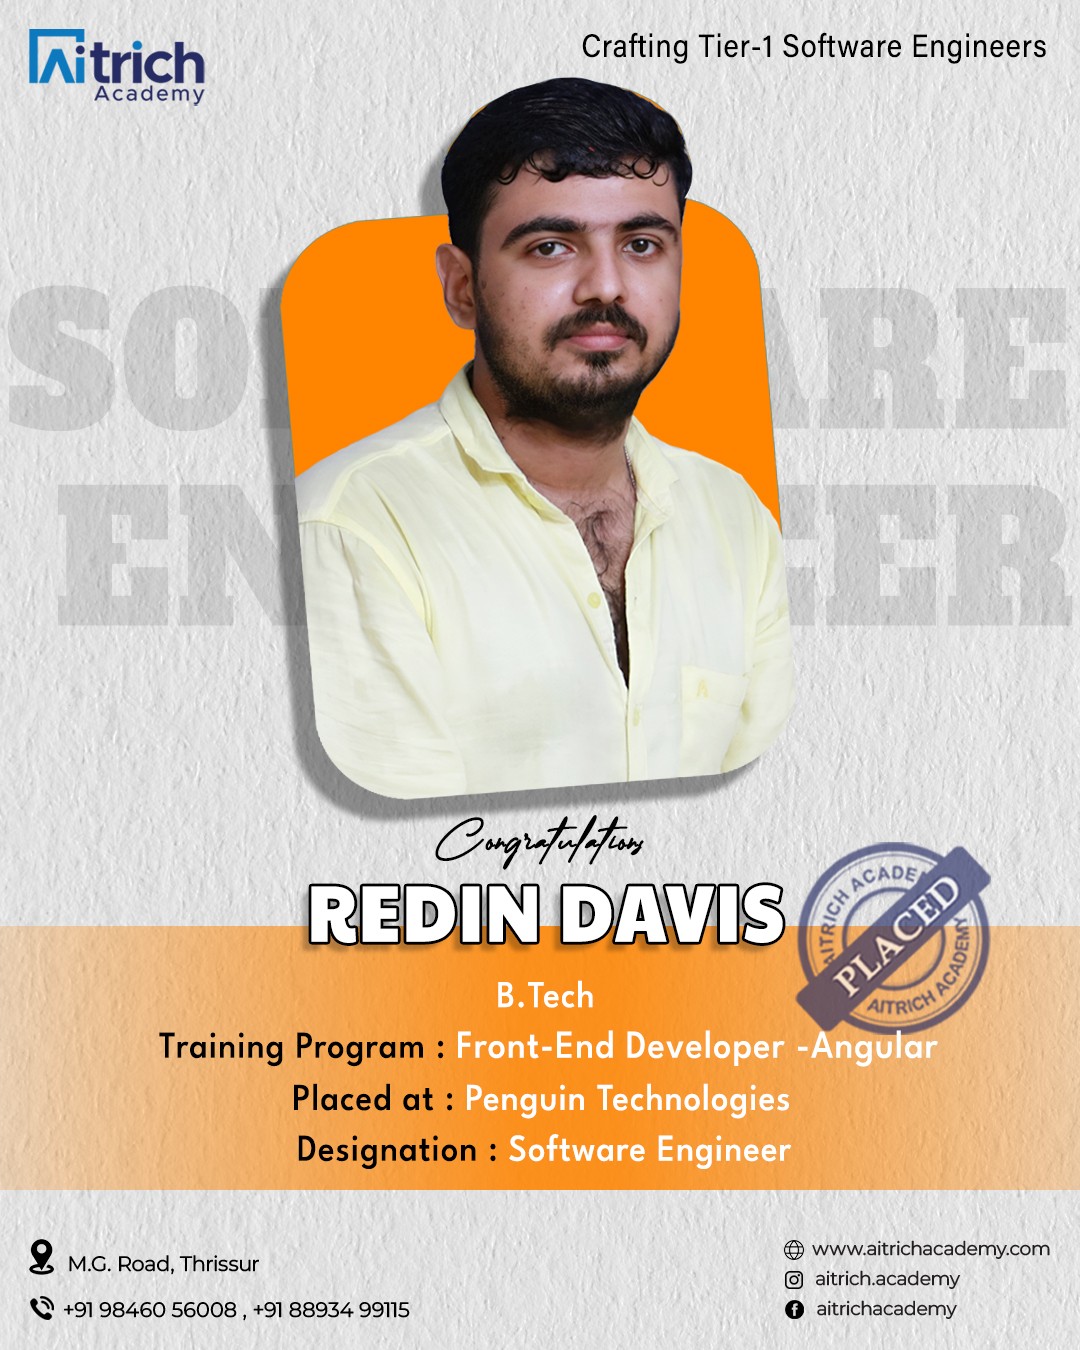 Aitrich
Academy
Crafting Tier-1 Software Engineers
Congratulations
REDIN DAVIS
AITRICH ACADEMY
PLACED
AITRICH ACADEMY
B.Tech
Training Program : Front-End Developer -Angular
Placed at : Penguin Technologies
Designation : Software Engineer
M.G. Road, Thrissur
+91 98460 56008 , +91 88934 99115
www.aitrichacademy.com
aitrich.academy
aitrichacademy